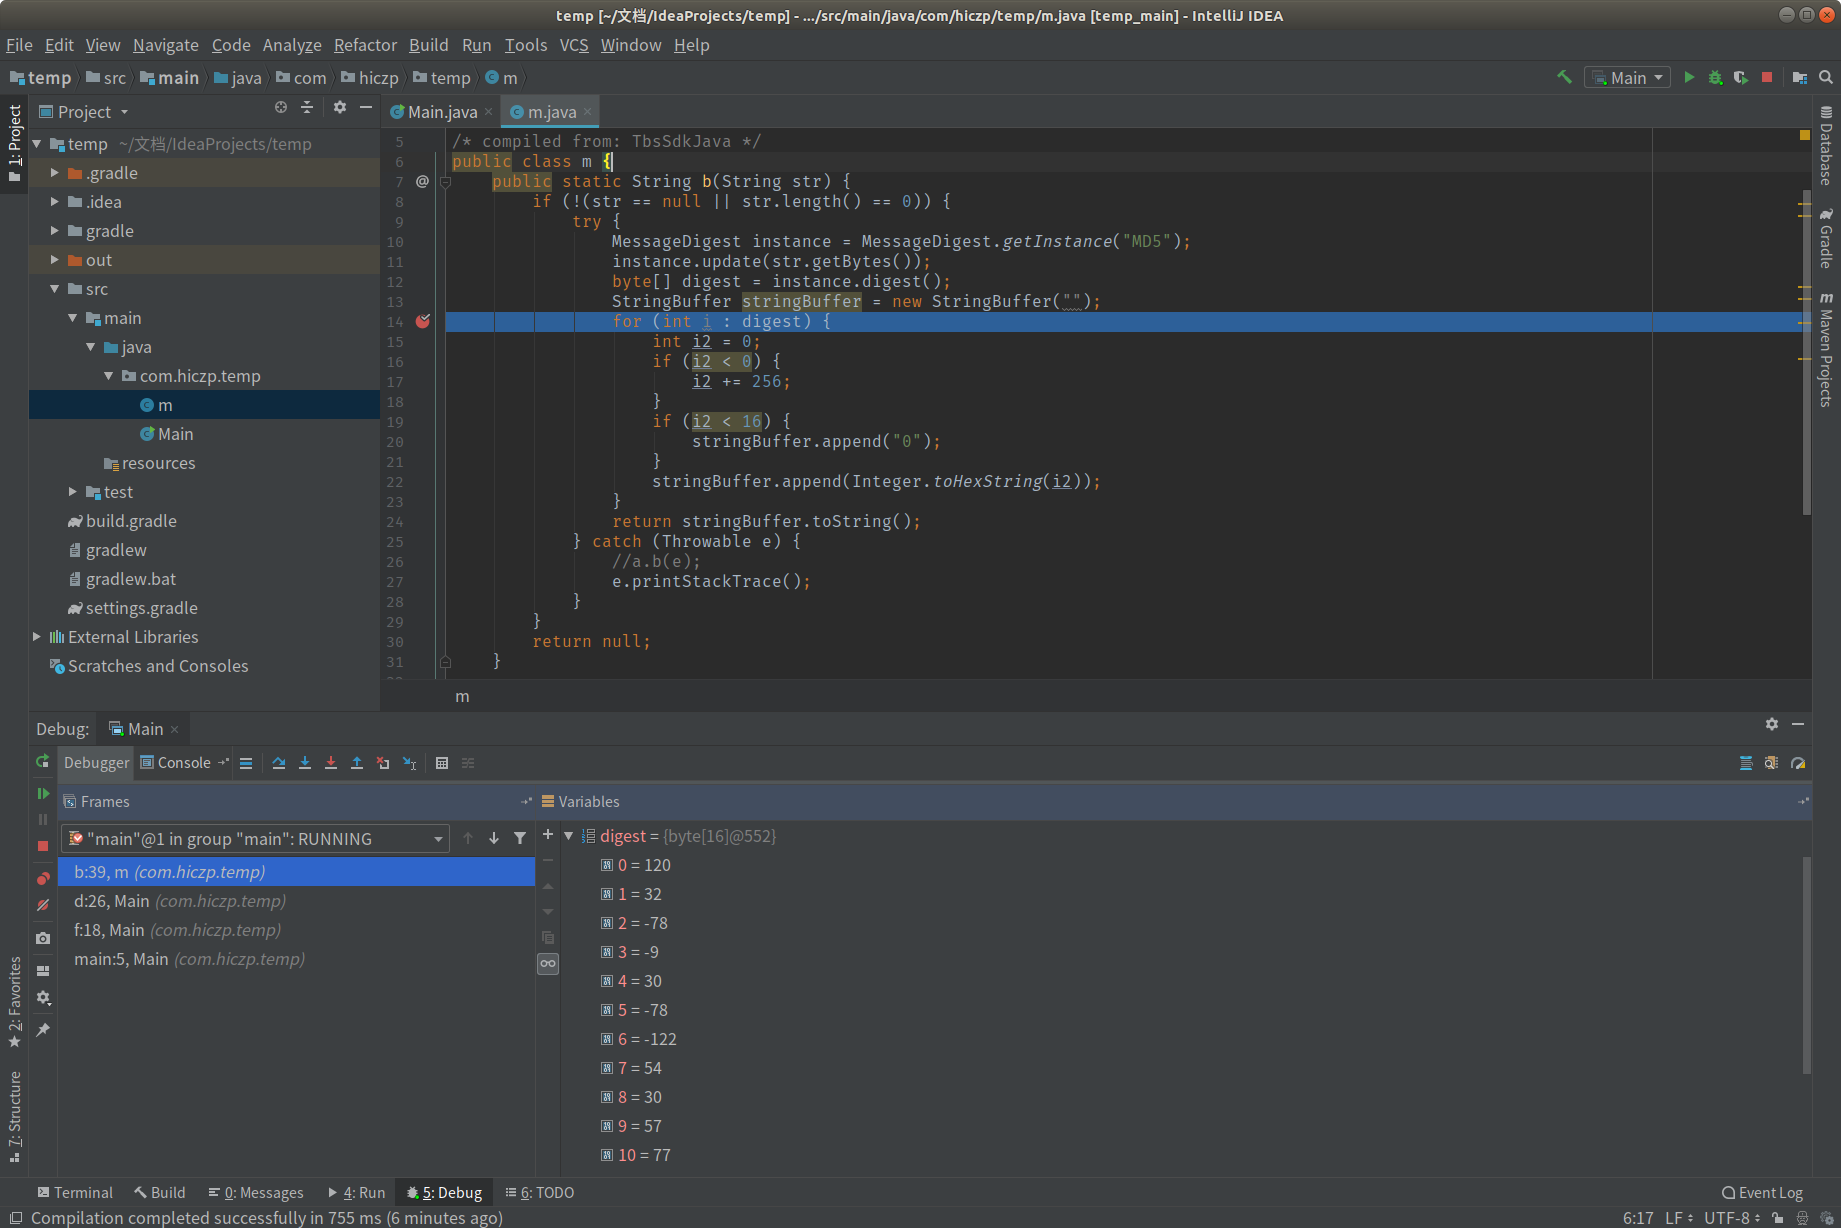 temp [~/文档/IdeaProjects/temp] - .../src/main/java/com/hiczp/temp/m.java [temp_main] - IntelliJ IDEA
File Edit View Navigate Code Analyze Refactor Build Run Tools VCS Window Help
temp src main java com hiczp temp m
Main
1: Project
Project
Main.java m.java
temp ~/文档/IdeaProjects/temp
.gradle
.idea
gradle
out
src
main
java
com.hiczp.temp
m
Main
resources
test
build.gradle
gradlew
gradlew.bat
settings.gradle
External Libraries
Scratches and Consoles
5 /* compiled from: TbsSdkJava */
6 public class m {
7 @ public static String b(String str) {
8 if (!(str == null || str.length() == 0)) {
9 try {
10 MessageDigest instance = MessageDigest.getInstance("MD5");
11 instance.update(str.getBytes());
12 byte[] digest = instance.digest();
13 StringBuffer stringBuffer = new StringBuffer("");
14 for (int i : digest) {
15 int i2 = 0;
16 if (i2 < 0) {
17 i2 += 256;
18 }
19 if (i2 < 16) {
20 stringBuffer.append("0");
21 }
22 stringBuffer.append(Integer.toHexString(i2));
23 }
24 return stringBuffer.toString();
25 } catch (Throwable e) {
26 //a.b(e);
27 e.printStackTrace();
28 }
29 }
30 return null;
31 }
m
Database
Gradle
Maven Projects
Debug: Main
Debugger Console
Frames
Variables
"main"@1 in group "main": RUNNING
b:39, m (com.hiczp.temp)
d:26, Main (com.hiczp.temp)
f:18, Main (com.hiczp.temp)
main:5, Main (com.hiczp.temp)
digest = {byte[16]@552}
0 = 120
1 = 32
2 = -78
3 = -9
4 = 30
5 = -78
6 = -122
7 = 54
8 = 30
9 = 57
10 = 77
2: Favorites
7: Structure
Terminal Build 0: Messages 4: Run 5: Debug 6: TODO Event Log
Compilation completed successfully in 755 ms (6 minutes ago) 6:17 LF UTF-8